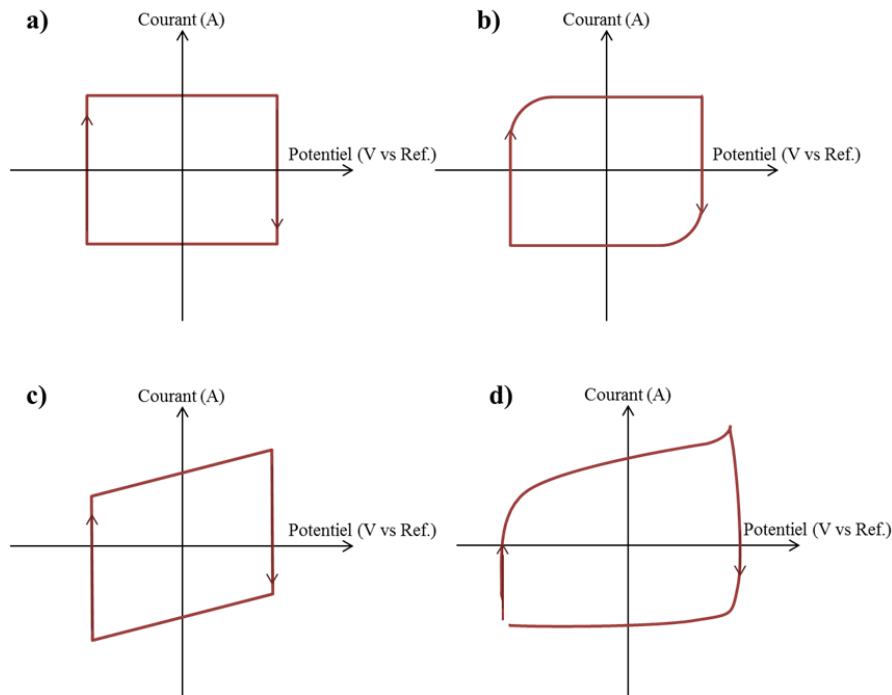 a)
Courant (A)
Potentiel (V vs Ref.)
b)
Courant (A)
Potentiel (V vs Ref.)
c)
Courant (A)
Potentiel (V vs Ref.)
d)
Courant (A)
Potentiel (V vs Ref.)